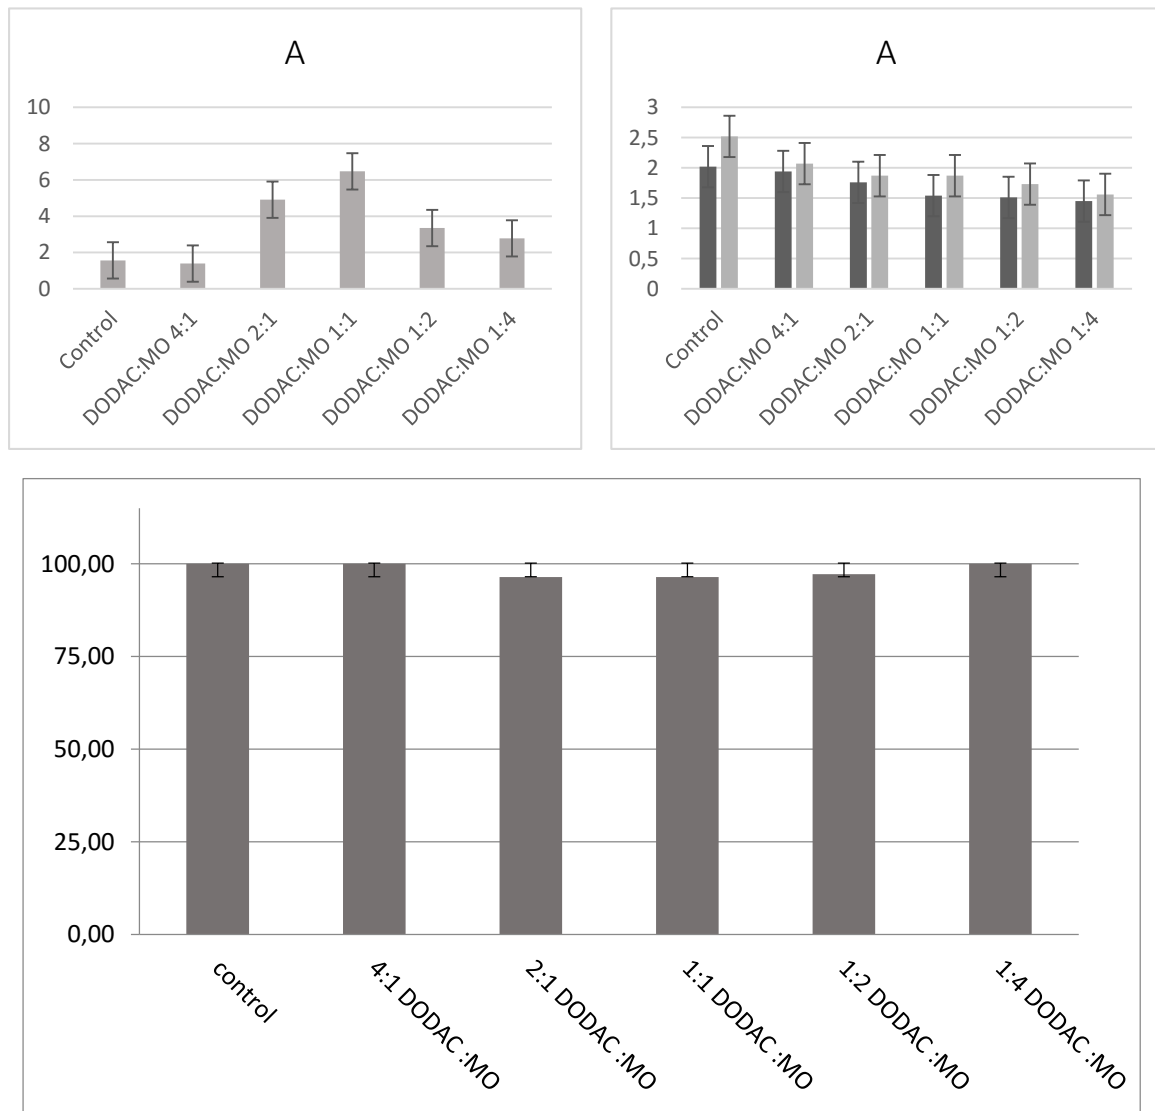 A
10
8
6
4
2
0
Control
DODAC:MO 4:1
DODAC:MO 2:1
DODAC:MO 1:1
DODAC:MO 1:2
DODAC:MO 1:4
A
3
2,5
2
1,5
1
0,5
0
Control
DODAC:MO 4:1
DODAC:MO 2:1
DODAC:MO 1:1
DODAC:MO 1:2
DODAC:MO 1:4
100,00
75,00
50,00
25,00
0,00
control
4:1 DODAC :MO
2:1 DODAC :MO
1:1 DODAC :MO
1:2 DODAC :MO
1:4 DODAC :MO